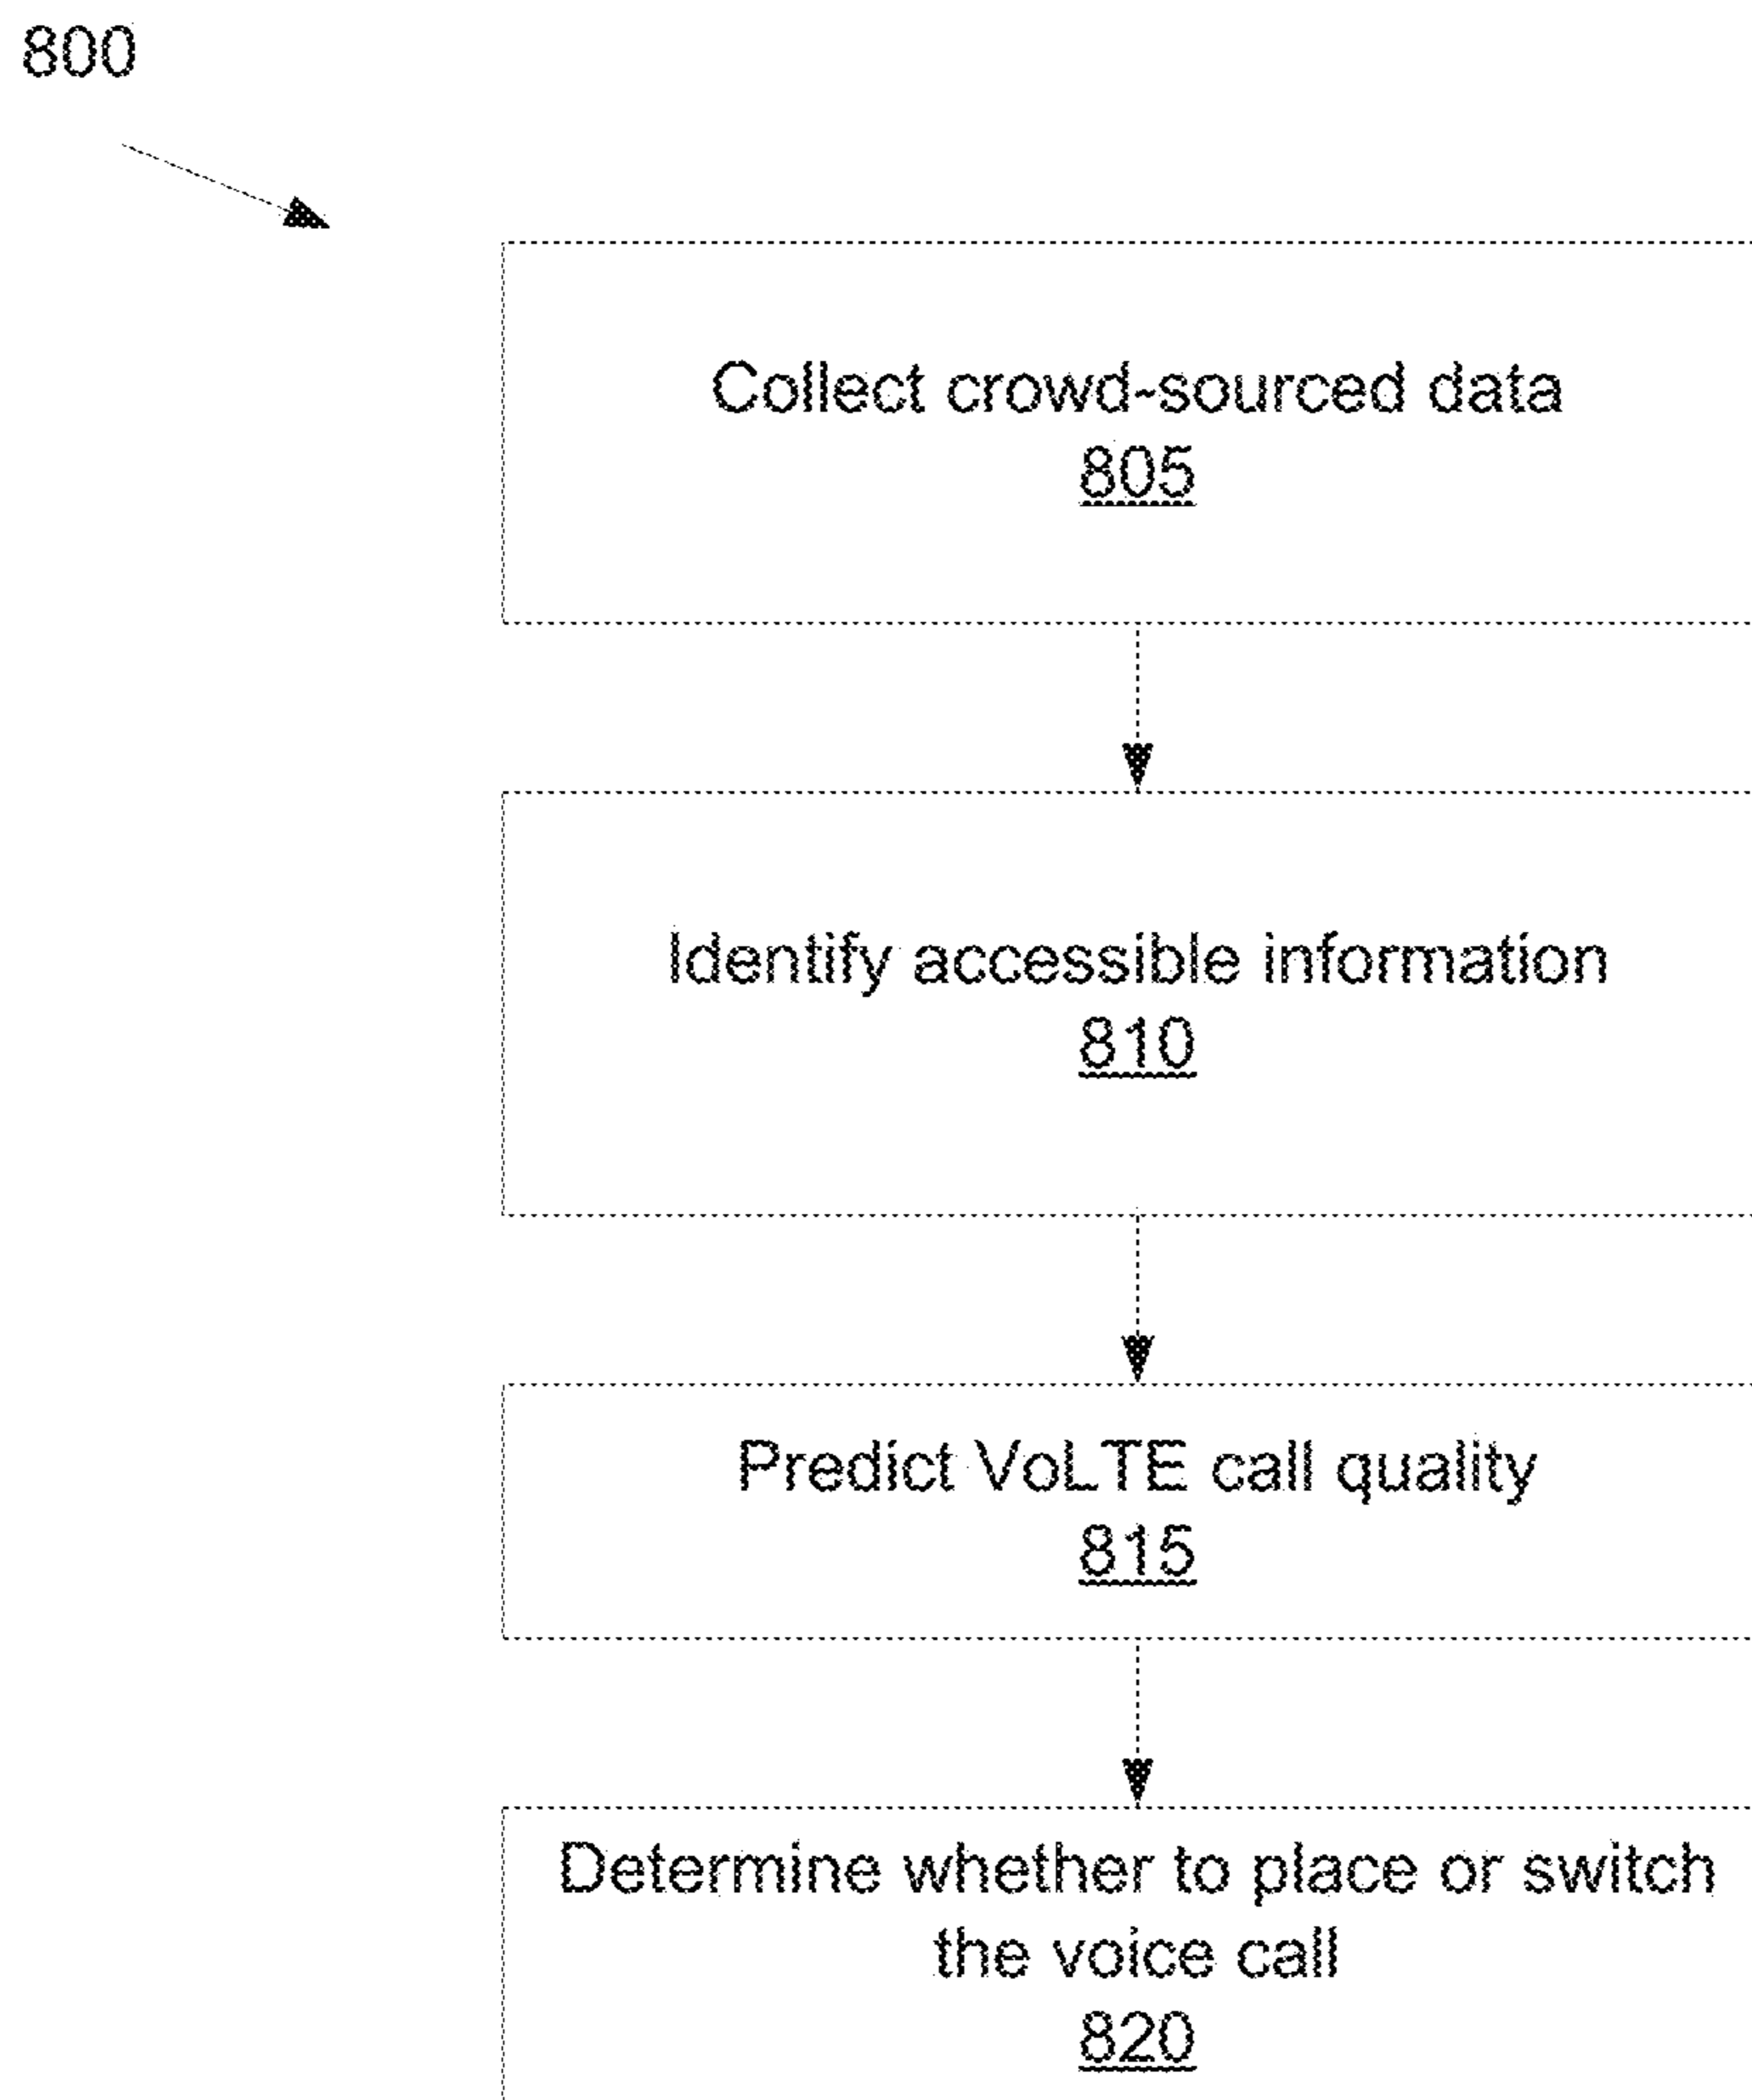 800
Collect crowd-sourced data
805
Identify accessible information
810
Predict VoLTE call quality
815
Determine whether to place or switch
the voice call
820